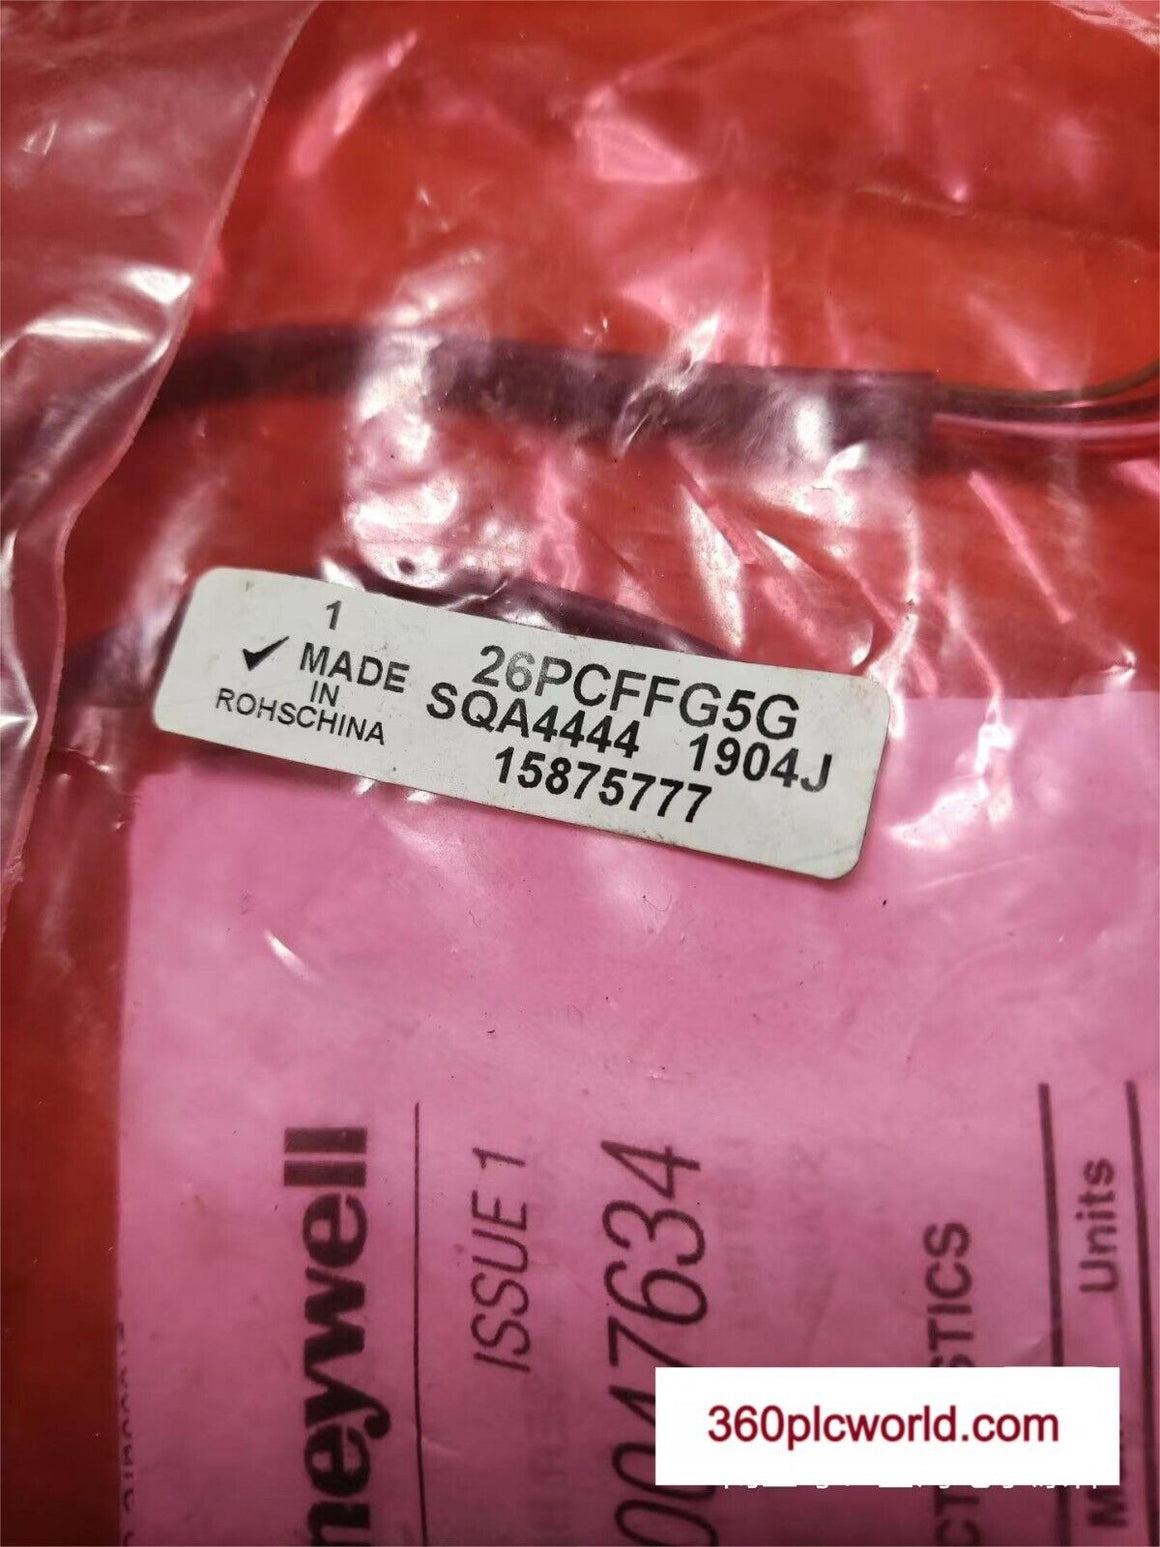 1
✓ MADE
IN
ROHSCHINA
26PCFFG5G
SQA4444 1904J
15875777
neywell
ISSUE 1
0047634
STICS
Units
360plcworld.com